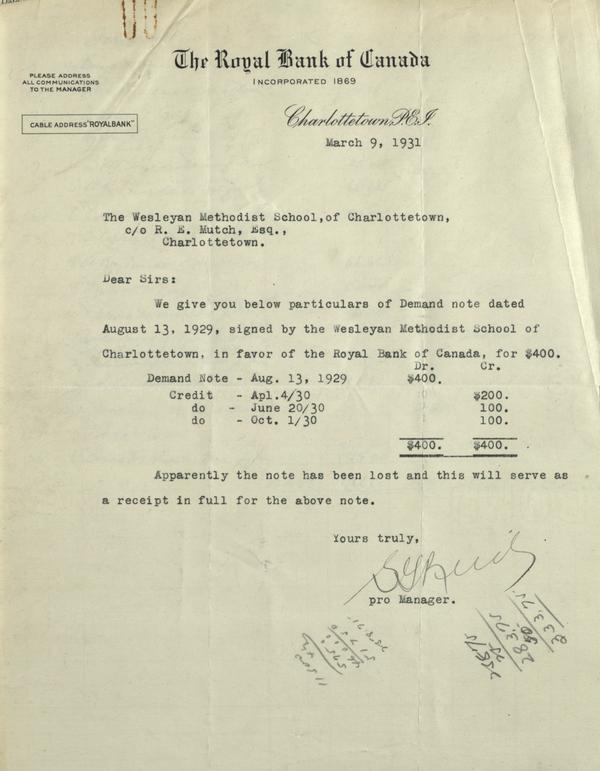 The Royal Bank of Canada
INCORPORATED 1869
PLEASE ADDRESS
ALL COMMUNICATIONS
TO THE MANAGER
CABLE ADDRESS "ROYALBANK"
Charlottetown, P.E.I.
March 9, 1931
The Wesleyan Methodist School, of Charlottetown,
c/o R. E. Mutch, Esq.,
Charlottetown.
Dear Sirs:
We give you below particulars of Demand note dated
August 13, 1929, signed by the Wesleyan Methodist School of
Charlottetown, in favor of the Royal Bank of Canada, for $400.
Dr. Cr.
Demand Note - Aug. 13, 1929 $400.
Credit - Apl.4/30 $200.
do - June 20/30 100.
do - Oct. 1/30 100.
$400. $400.
Apparently the note has been lost and this will serve as
a receipt in full for the above note.
Yours truly,
pro Manager.